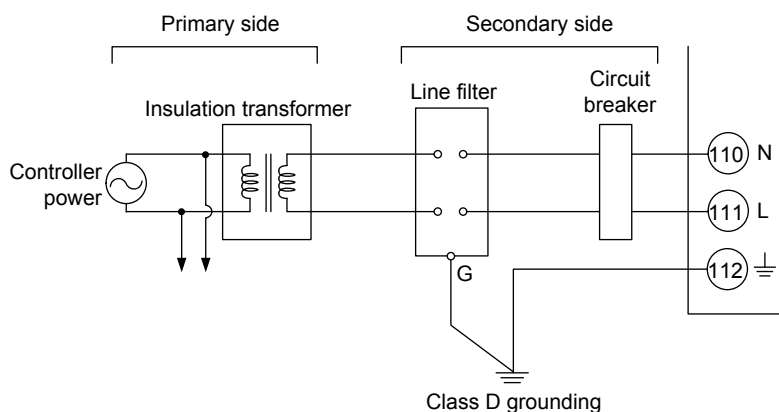 Primary side
Secondary side
Insulation transformer
Line filter
Circuit
breaker
Controller
power
110 N
111 L
112
G
Class D grounding